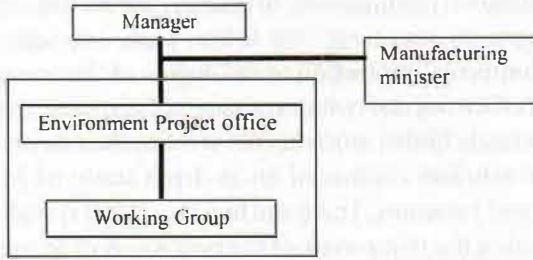 Manager
Manufacturing
minister
Environment Project office
Working Group